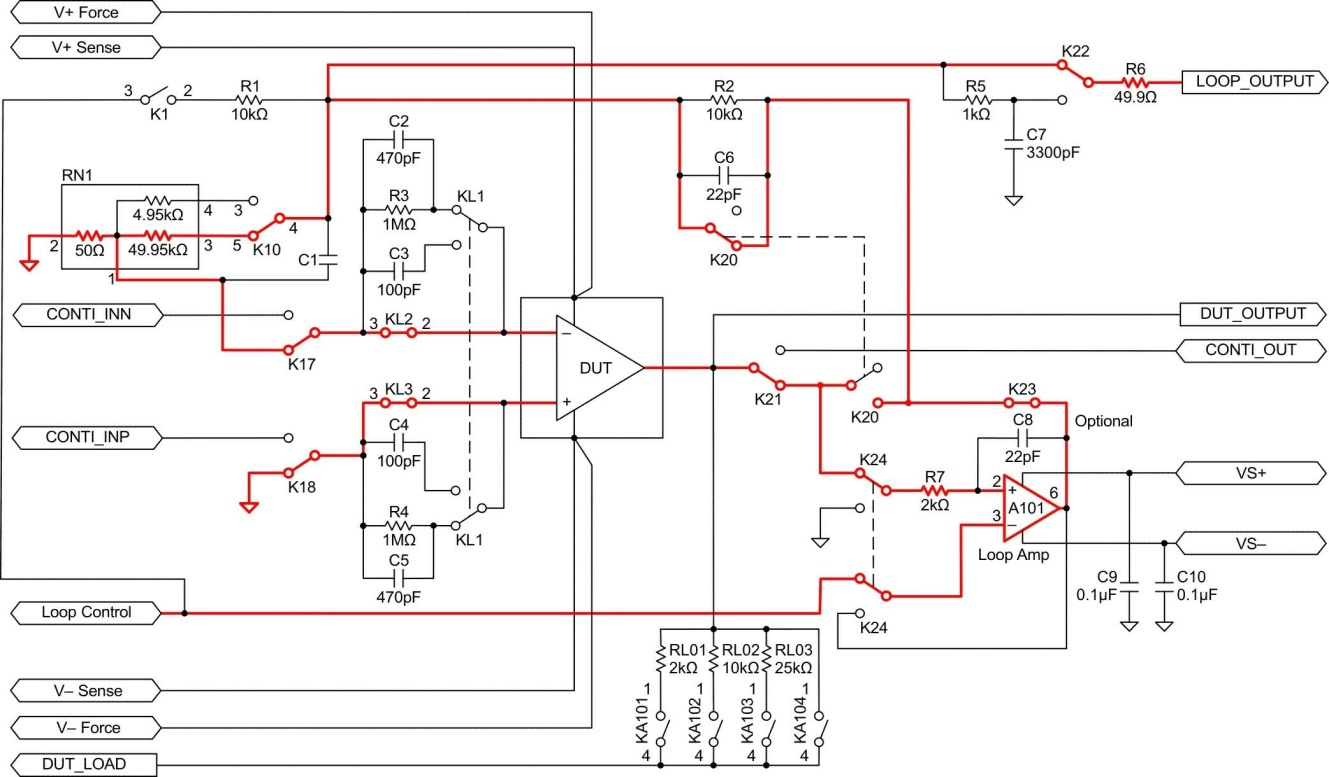 V+ Force
V+ Sense
K22
R6
49.9Ω
LOOP_OUTPUT
3 2
K1
R1
10kΩ
R2
10kΩ
R5
1kΩ
C7
3300pF
C2
470pF
C6
22pF
RN1
4.95kΩ
4 3
R3
1MΩ
KL1
2
50Ω
49.95kΩ
3 5
K10
4
1
C1
C3
100pF
K20
CONTI_INN
K17
3 KL2 2
DUT_OUTPUT
CONTI_OUT
–
DUT
+
K21
K20
K23
Optional
3 KL3 2
C4
100pF
CONTI_INP
K18
C8
22pF
K24
R7
2kΩ
2
+
6
A101
3
–
Loop Amp
VS+
VS–
R4
1MΩ
KL1
C5
470pF
C9
0.1µF
C10
0.1µF
Loop Control
K24
RL01
2kΩ
RL02
10kΩ
RL03
25kΩ
V– Sense
V– Force
DUT_LOAD
KA101
1
4
KA102
1
4
KA103
1
4
KA104
1
4